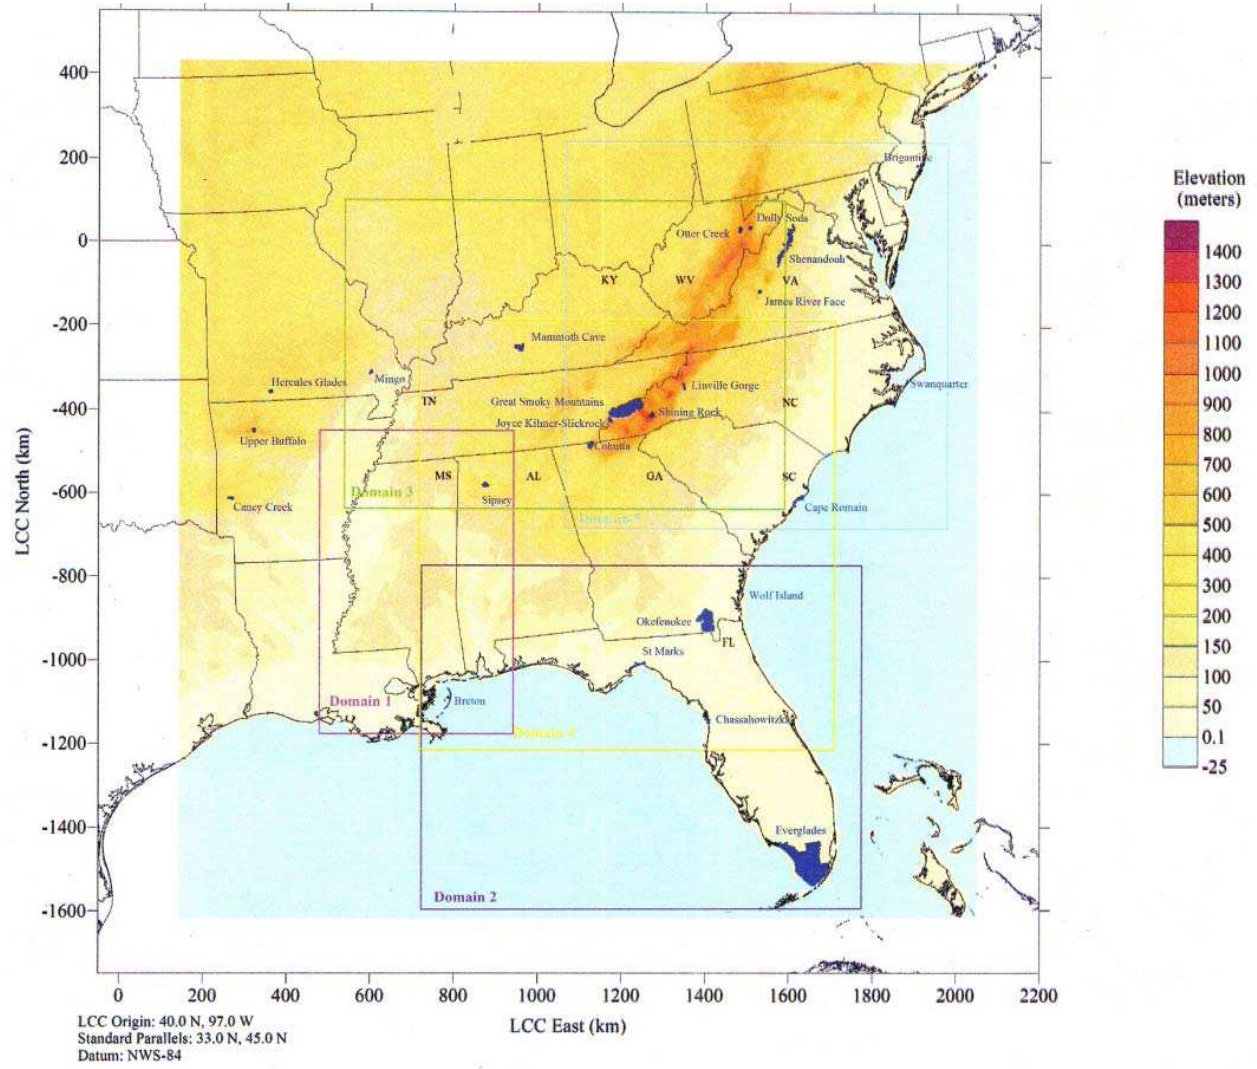 400
200
0
-200
-400
-600
-800
-1000
-1200
-1400
-1600
LCC North (km)
Brigantine
Dolly Sods
Otter Creek
Shenandoah
KY
WV
VA
James River Face
Mammoth Cave
Hercules Glades
Mingo
Linville Gorge
Swanquarter
TN
Great Smoky Mountains
NC
Shining Rock
Joyce Kilmer-Slickrock
Upper Buffalo
Cohutta
MS
AL
GA
SC
Domain 3
Sipsey
Caney Creek
Cape Romain
Domain 5
Wolf Island
Okefenokee
FL
St Marks
Domain 1
Breton
Chassahowitzka
Domain 4
Everglades
Domain 2
0
200
400
600
800
1000
1200
1400
1600
1800
2000
2200
LCC East (km)
LCC Origin: 40.0 N, 97.0 W
Standard Parallels: 33.0 N, 45.0 N
Datum: NWS-84
Elevation
(meters)
1400
1300
1200
1100
1000
900
800
700
600
500
400
300
200
150
100
50
0.1
-25